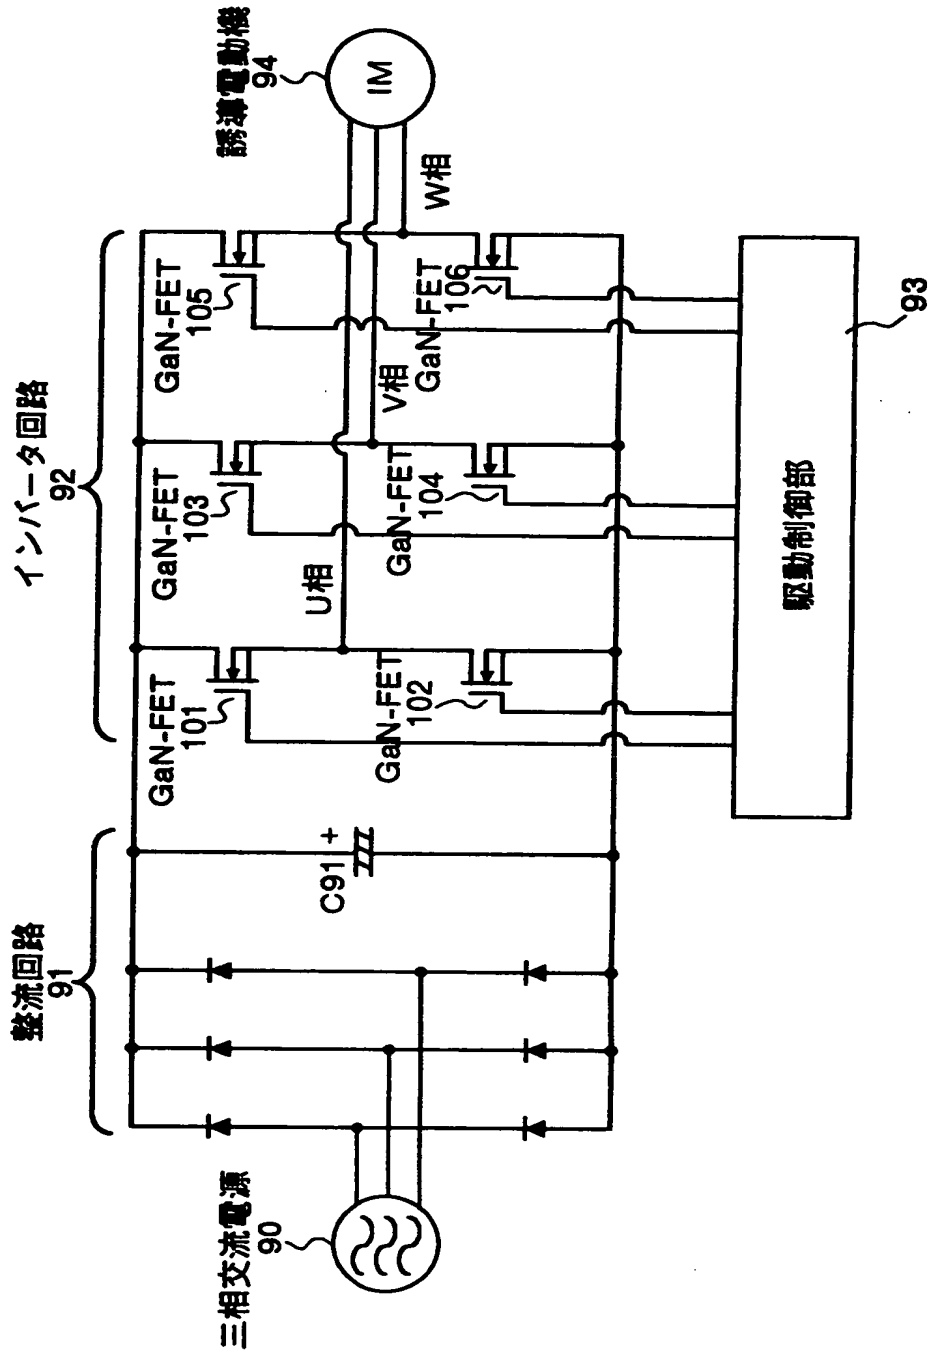 三相交流電源
90
整流回路
91
C91
+
インバータ回路
92
GaN-FET
101
GaN-FET
102
U相
GaN-FET
103
GaN-FET
104
V相
GaN-FET
105
GaN-FET
106
W相
誘導電動機
94
IM
駆動制御部
93